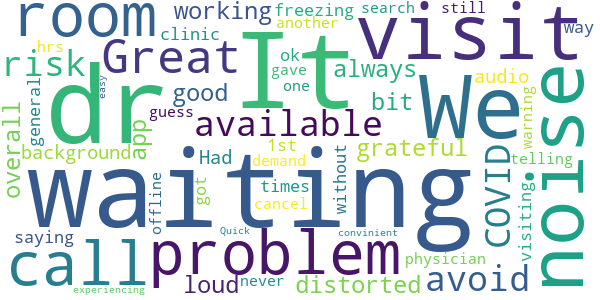 room
working
freezing
search
still
another
way
hrs
clinic
Great
It
visit
risk
dr
ok
gave
one
always
We
noise
general
easy
good
bit
audio
warning
overall
app
guess
available
background
1st
grateful
COVID
telling
Had
demand
without
waiting
got
times
visiting
saying
offline
cancel
call
Quick
convinient
physician
problem
loud
never
distorted
avoid
experiencing